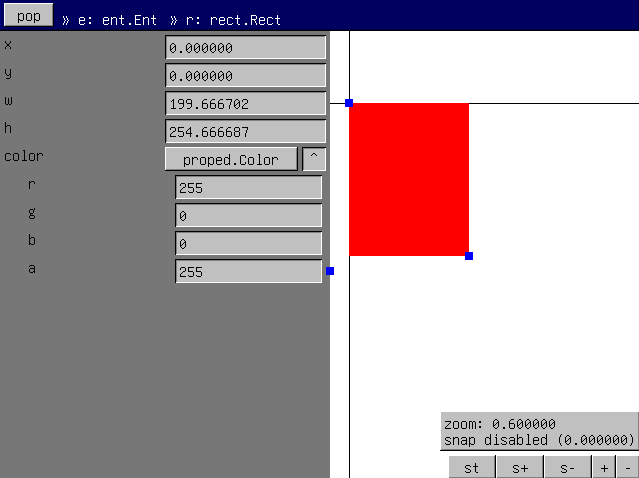 pop » e: ent.Ent » r: rect.Rect
x 0.000000
y 0.000000
w 199.666702
h 254.666687
color proped.Color ^
r 255
g 0
b 0
a 255
zoom: 0.600000
snap disabled (0.000000)
st s+ s- + -